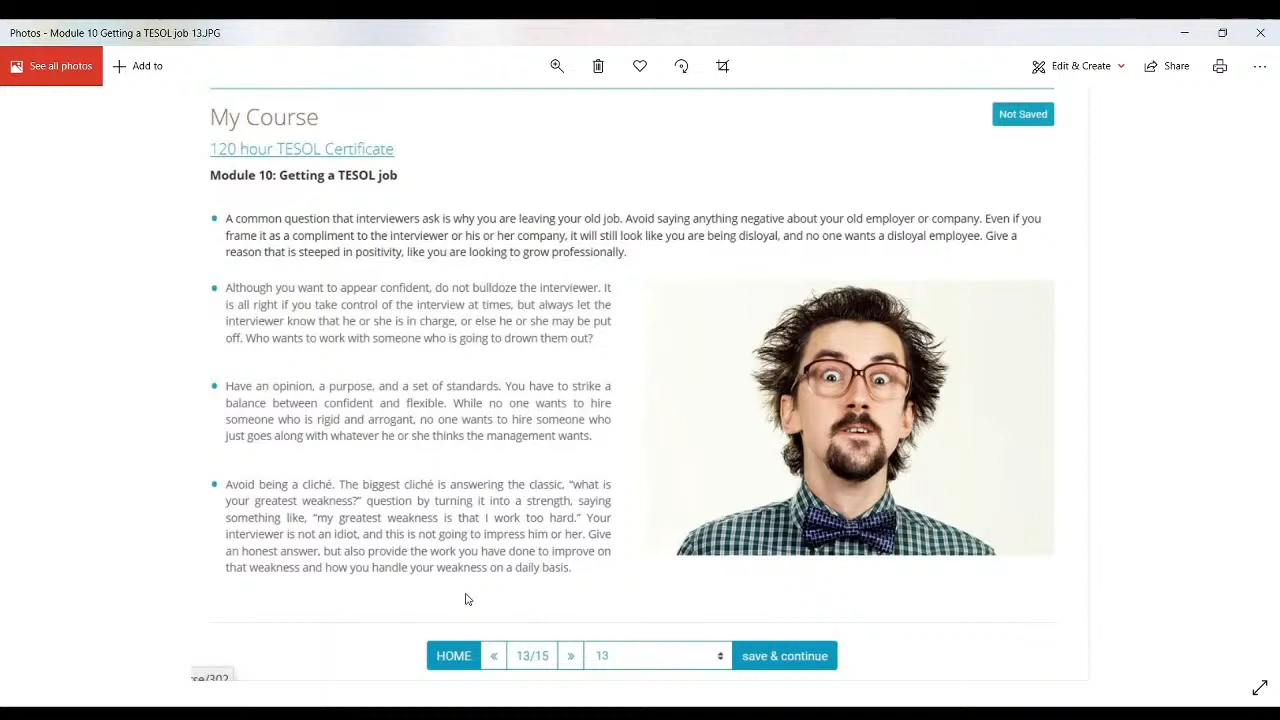 Photos - Module 10 Getting a TESOL job 13.JPG
See all photos
Add to
Edit & Create
Share
My Course
Not Saved
120 hour TESOL Certificate
Module 10: Getting a TESOL job
A common question that interviewers ask is why you are leaving your old job. Avoid saying anything negative about your old employer or company. Even if you
frame it as a compliment to the interviewer or his or her company, it will still look like you are being disloyal, and no one wants a disloyal employee. Give a
reason that is steeped in positivity, like you are looking to grow professionally.
Although you want to appear confident, do not bulldoze the interviewer. It
is all right if you take control of the interview at times, but always let the
interviewer know that he or she is in charge, or else he or she may be put
off. Who wants to work with someone who is going to drown them out?
Have an opinion, a purpose, and a set of standards. You have to strike a
balance between confident and flexible. While no one wants to hire
someone who is rigid and arrogant, no one wants to hire someone who
just goes along with whatever he or she thinks the management wants.
Avoid being a cliché. The biggest cliché is answering the classic, “what is
your greatest weakness?” question by turning it into a strength, saying
something like, “my greatest weakness is that I work too hard.” Your
interviewer is not an idiot, and this is not going to impress him or her. Give
an honest answer, but also provide the work you have done to improve on
that weakness and how you handle your weakness on a daily basis.
HOME « 13/15 » 13 save & continue
se/302